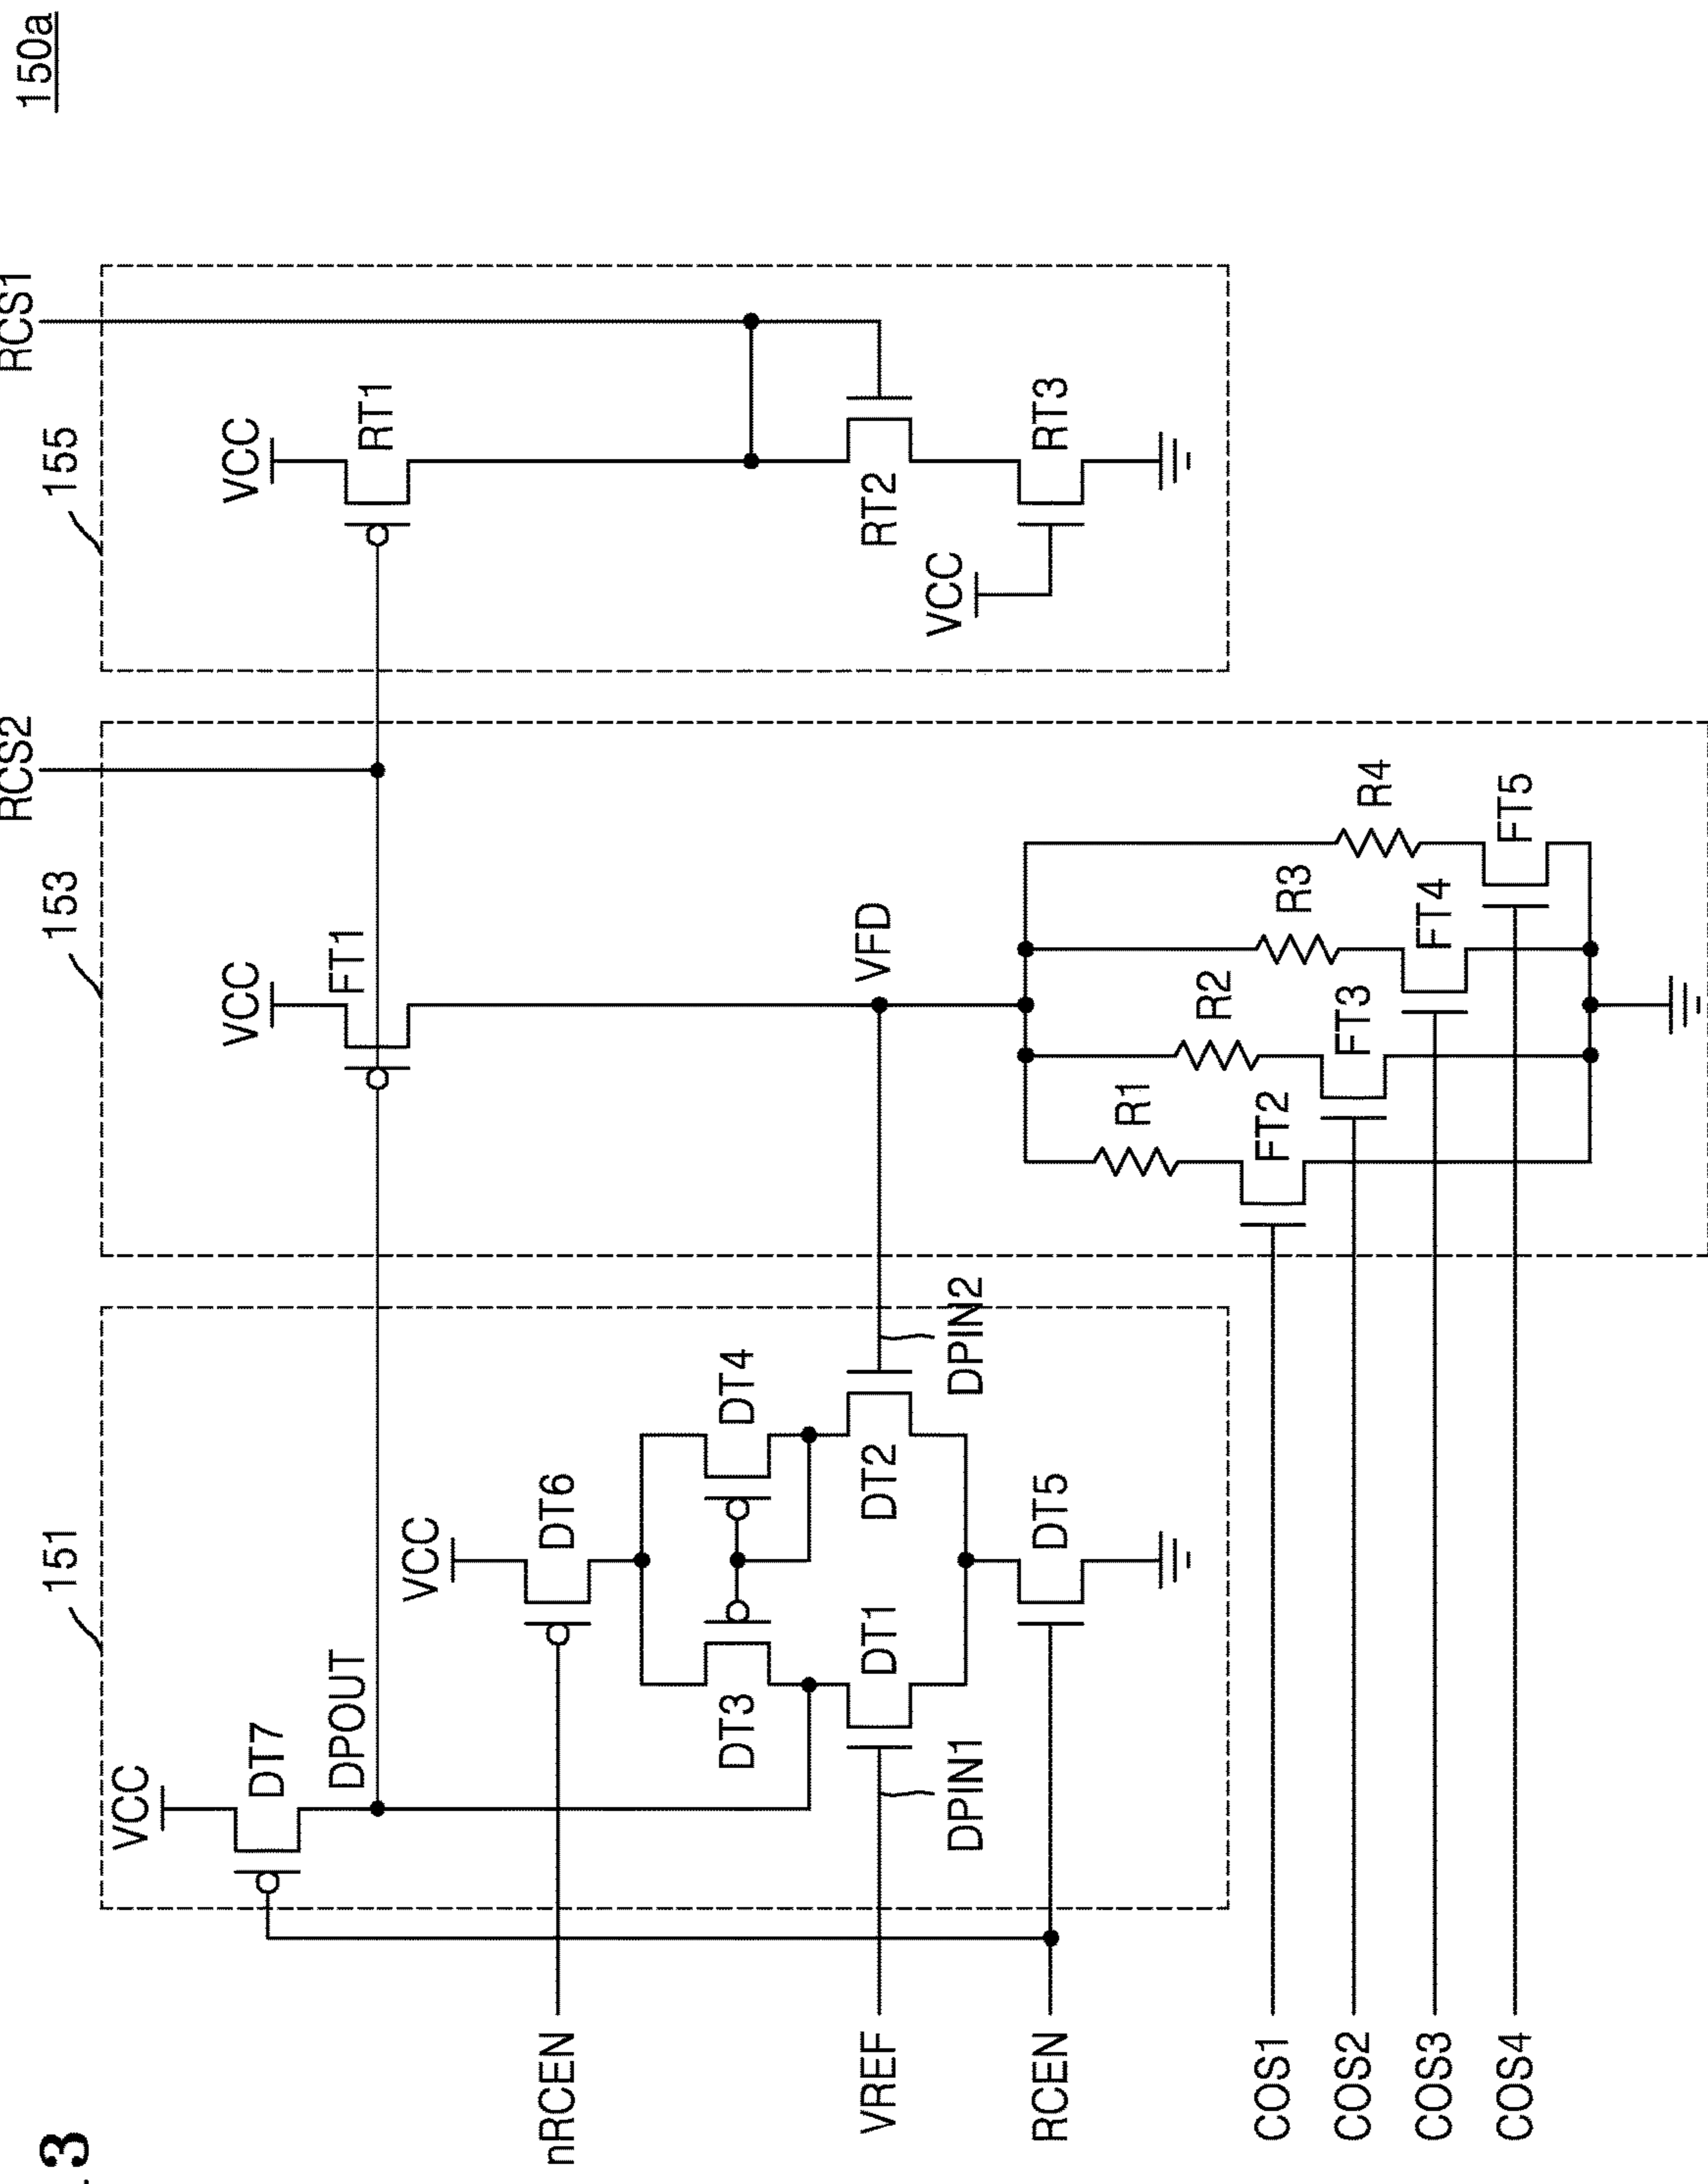 3
150a
151
153
155
RCS2
RCS1
VCC
DT7
DPOUT
VCC
FT1
VCC
RT1
nRCEN
VCC
DT6
DT3
DT4
VREF
DPIN1
DT1
DT2
DPIN2
VFD
RT2
RCEN
DT5
VCC
RT3
R1
R2
R3
R4
FT2
FT3
FT4
FT5
COS1
COS2
COS3
COS4